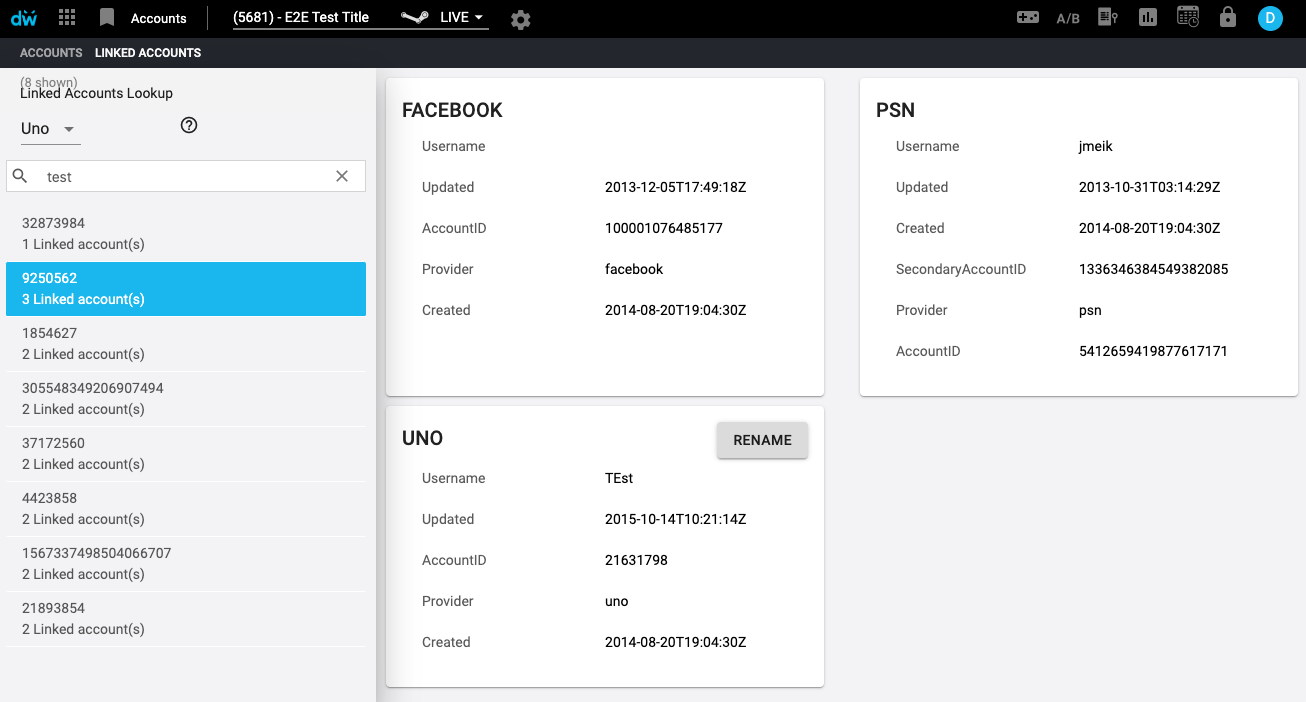 dw Accounts (5681) - E2E Test Title LIVE A/B D
ACCOUNTS LINKED ACCOUNTS
(8 shown)
Linked Accounts Lookup
Uno
test
32873984
1 Linked account(s)
9250562
3 Linked account(s)
1854627
2 Linked account(s)
305548349206907494
2 Linked account(s)
37172560
2 Linked account(s)
4423858
2 Linked account(s)
1567337498504066707
2 Linked account(s)
21893854
2 Linked account(s)
FACEBOOK
Username
Updated 2013-12-05T17:49:18Z
AccountID 100001076485177
Provider facebook
Created 2014-08-20T19:04:30Z
PSN
Username jmeik
Updated 2013-10-31T03:14:29Z
Created 2014-08-20T19:04:30Z
SecondaryAccountID 1336346384549382085
Provider psn
AccountID 5412659419877617171
UNO RENAME
Username TEst
Updated 2015-10-14T10:21:14Z
AccountID 21631798
Provider uno
Created 2014-08-20T19:04:30Z